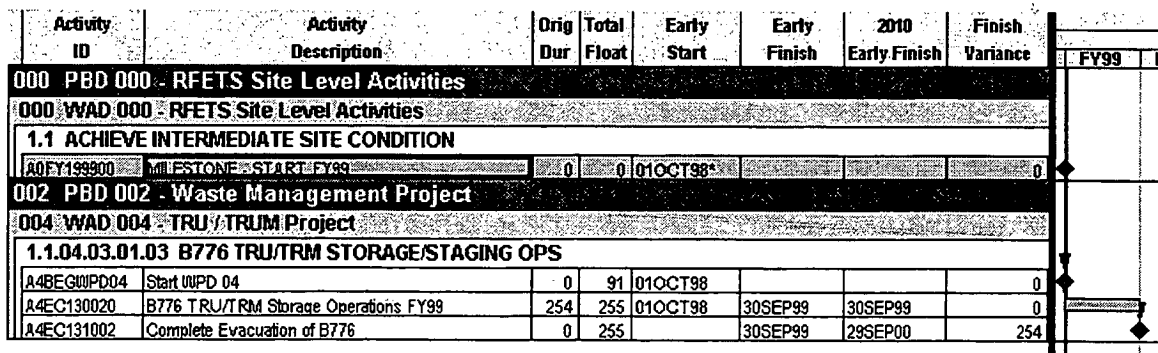 Activity Activity Orig Total Early Early 2010 Finish
ID Description Dur Float Start Finish Early Finish Variance FY99
000 PBD 000 - RFETS Site Level Activities
000 WAD 000 - RFETS Site Level Activities
1.1 ACHIEVE INTERMEDIATE SITE CONDITION
A0FY199900 MILESTONE - START FY99 0 0 01OCT98* 0
002 PBD 002 - Waste Management Project
004 WAD 004 - TRU / TRUM Project
1.1.04.03.01.03 B776 TRU/TRM STORAGE/STAGING OPS
A4BEGWPD04 Start WPD 04 0 91 01OCT98 0
A4EC130020 B776 TRU/TRM Storage Operations FY99 254 255 01OCT98 30SEP99 30SEP99 0
A4EC131002 Complete Evacuation of B776 0 255 30SEP99 29SEP00 254